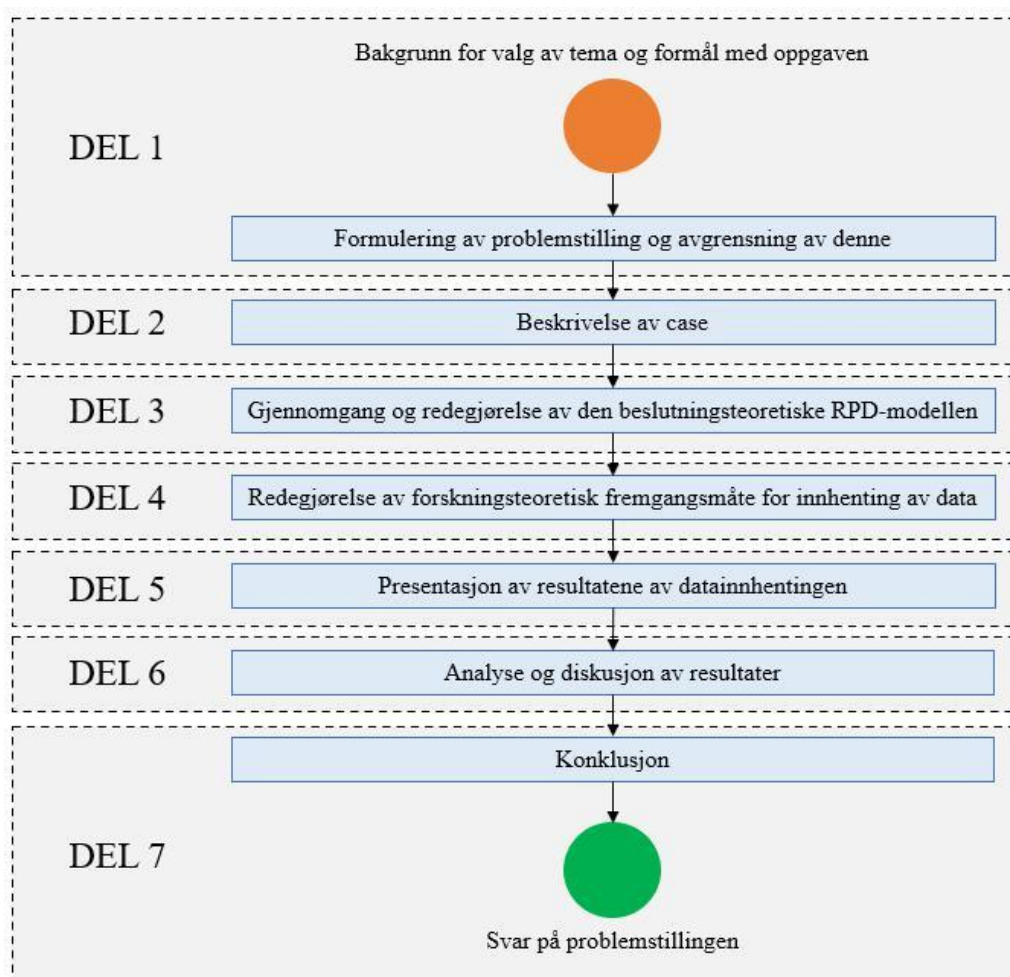 Bakgrunn for valg av tema og formål med oppgaven
DEL 1
Formulering av problemstilling og avgrensning av denne
DEL 2
Beskrivelse av case
DEL 3
Gjennomgang og redegjørelse av den beslutningsteoretiske RPD-modellen
DEL 4
Redegjørelse av forskningsteoretisk fremgangsmåte for innhenting av data
DEL 5
Presentasjon av resultatene av datainnhentingen
DEL 6
Analyse og diskusjon av resultater
Konklusjon
DEL 7
Svar på problemstillingen